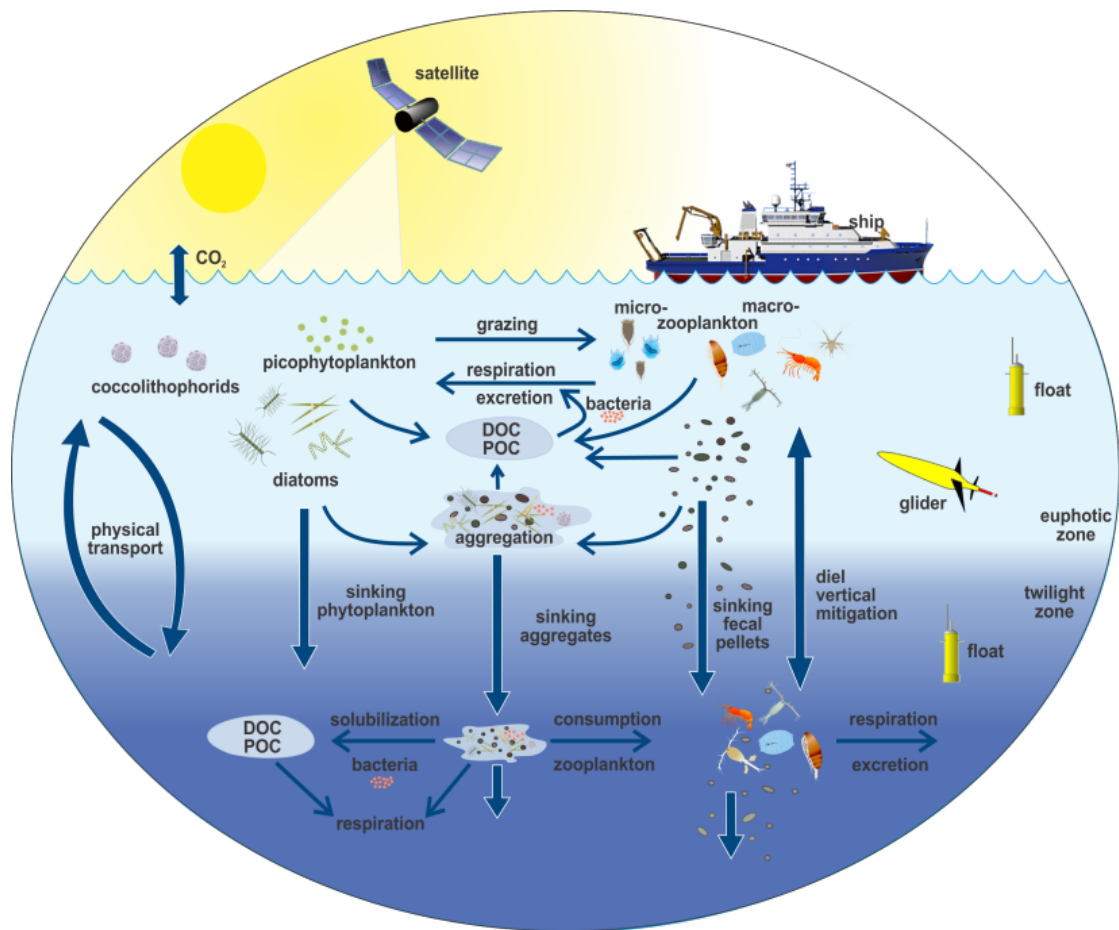 satellite
ship
CO₂
micro-
macro-
zooplankton
grazing
picophytoplankton
coccolithophorids
respiration
excretion
bacteria
float
DOC
POC
diatoms
glider
aggregation
physical
transport
euphotic
zone
sinking
phytoplankton
sinking
aggregates
sinking
fecal
pellets
diel
vertical
mitigation
twilight
zone
float
DOC
POC
solubilization
bacteria
consumption
zooplankton
respiration
excretion
respiration